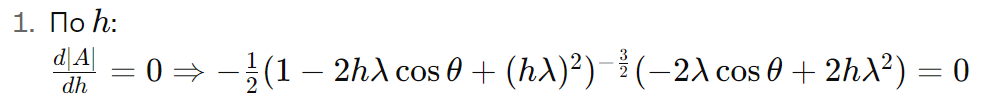 1. По h:
d|A|/dh = 0 ⇒ −1/2(1 − 2hλ cos θ + (hλ)²)^(−3/2)(−2λ cos θ + 2hλ²) = 0